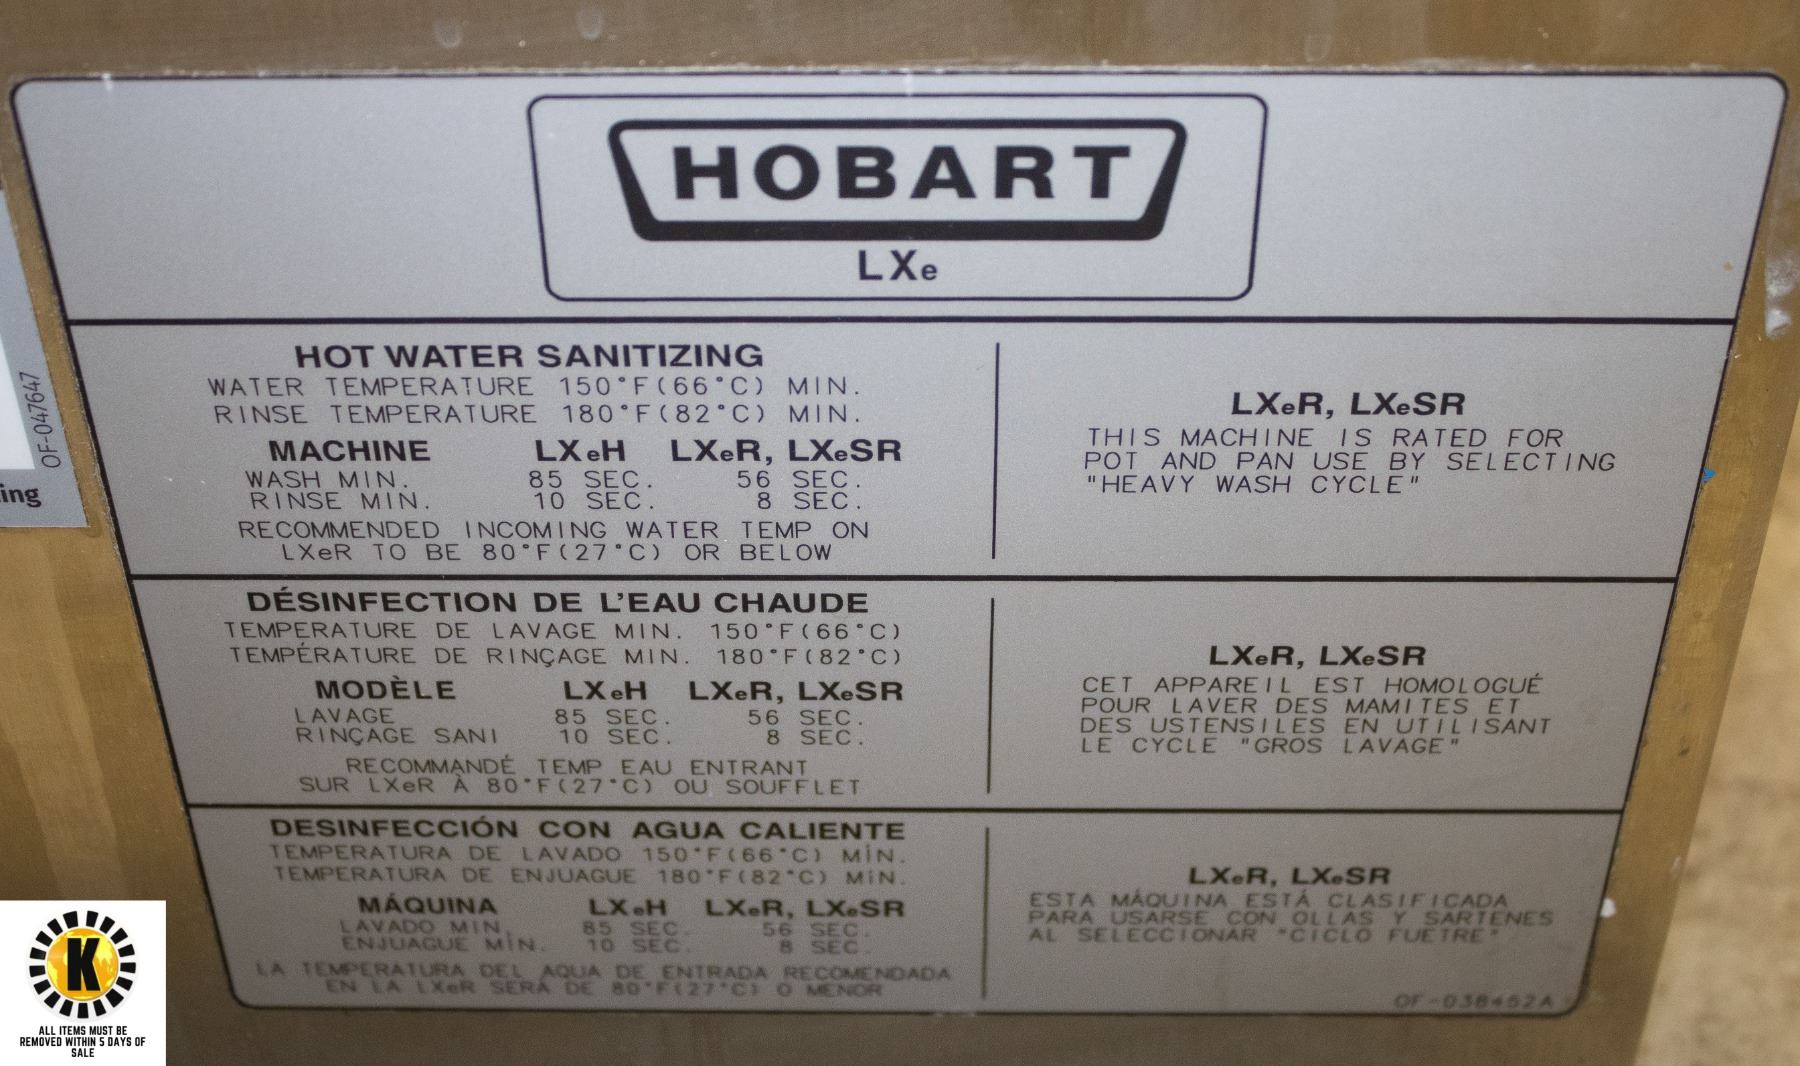 HOBART
LXe
HOT WATER SANITIZING
WATER TEMPERATURE 150°F(66°C) MIN.
RINSE TEMPERATURE 180°F(82°C) MIN.
MACHINE LXeH LXeR, LXeSR
WASH MIN. 85 SEC. 56 SEC.
RINSE MIN. 10 SEC. 8 SEC.
RECOMMENDED INCOMING WATER TEMP ON
LXeR TO BE 80°F(27°C) OR BELOW
LXeR, LXeSR
THIS MACHINE IS RATED FOR
POT AND PAN USE BY SELECTING
"HEAVY WASH CYCLE"
DÉSINFECTION DE L'EAU CHAUDE
TEMPERATURE DE LAVAGE MIN. 150°F(66°C)
TEMPÉRATURE DE RINÇAGE MIN. 180°F(82°C)
MODÈLE LXeH LXeR, LXeSR
LAVAGE 85 SEC. 56 SEC.
RINÇAGE SANI 10 SEC. 8 SEC.
RECOMMANDÉ TEMP EAU ENTRANT
SUR LXeR À 80°F(27°C) OU SOUFFLET
LXeR, LXeSR
CET APPAREIL EST HOMOLOGUÉ
POUR LAVER DES MAMITES ET
DES USTENSILES EN UTILISANT
LE CYCLE "GROS LAVAGE"
DESINFECCIÓN CON AGUA CALIENTE
TEMPERATURA DE LAVADO 150°F(66°C) MÍN.
TEMPERATURA DE ENJUAGUE 180°F(82°C) MÍN.
MÁQUINA LXeH LXeR, LXeSR
LAVADO MIN. 85 SEC. 56 SEC.
ENJUAGUE MÍN. 10 SEC. 8 SEC.
LA TEMPERATURA DEL AQUA DE ENTRADA RECOMENDADA
EN LA LXeR SERÁ DE 80°F(27°C) O MENOR
LXeR, LXeSR
ESTA MÁQUINA ESTÁ CLASIFICADA
PARA USARSE CON OLLAS Y SARTENES
AL SELECCIONAR "CICLO FUETRE"
OF-038452A
OF-047647
ing
K
ALL ITEMS MUST BE
REMOVED WITHIN 5 DAYS OF
SALE